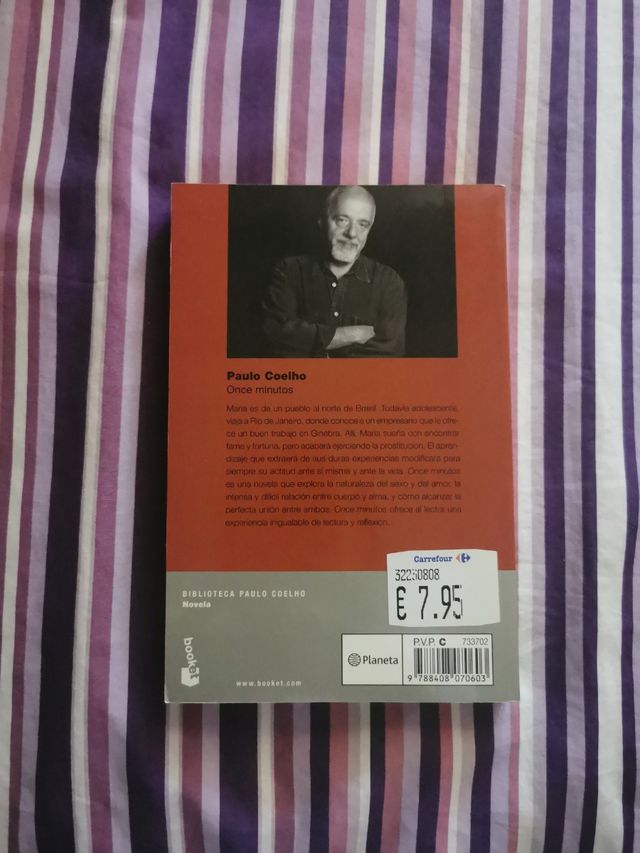 Paulo Coelho
Once minutos
Maria es de un pueblo al norte de Brasil. Todavía adolescente,
viaja a Río de Janeiro, donde conoce a un empresario que le ofre-
ce un buen trabajo en Ginebra. Allí, Maria sueña con encontrar
fama y fortuna, pero acabará ejerciendo la prostitución. El apren-
dizaje que extraerá de sus duras experiencias modificará para
siempre su actitud ante sí misma y ante la vida. Once minutos
es una novela que explora la naturaleza del sexo y del amor, la
intensa y difícil relación entre cuerpo y alma, y cómo alcanzar la
perfecta unión entre ambos. Once minutos ofrece al lector una
experiencia inigualable de lectura y reflexión.
Carrefour
32230808
€ 7.95
BIBLIOTECA PAULO COELHO
Novela
booket
www.booket.com
Planeta
P.V.P. C 733702
9 788408 070603